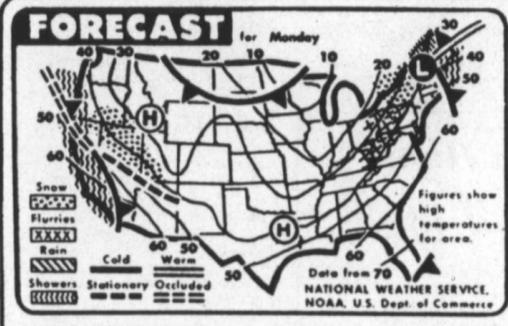 FORECAST for Monday
30
40 30 20 10 10 20 L 40
50
50 H 60
60
Snow
Flurries
Rain
Showers
Cold Warm
Stationary Occluded
60 50 50 H 60 70
Figures show
high
temperatures
for area.
Data from
NATIONAL WEATHER SERVICE,
NOAA, U.S. Dept. of Commerce